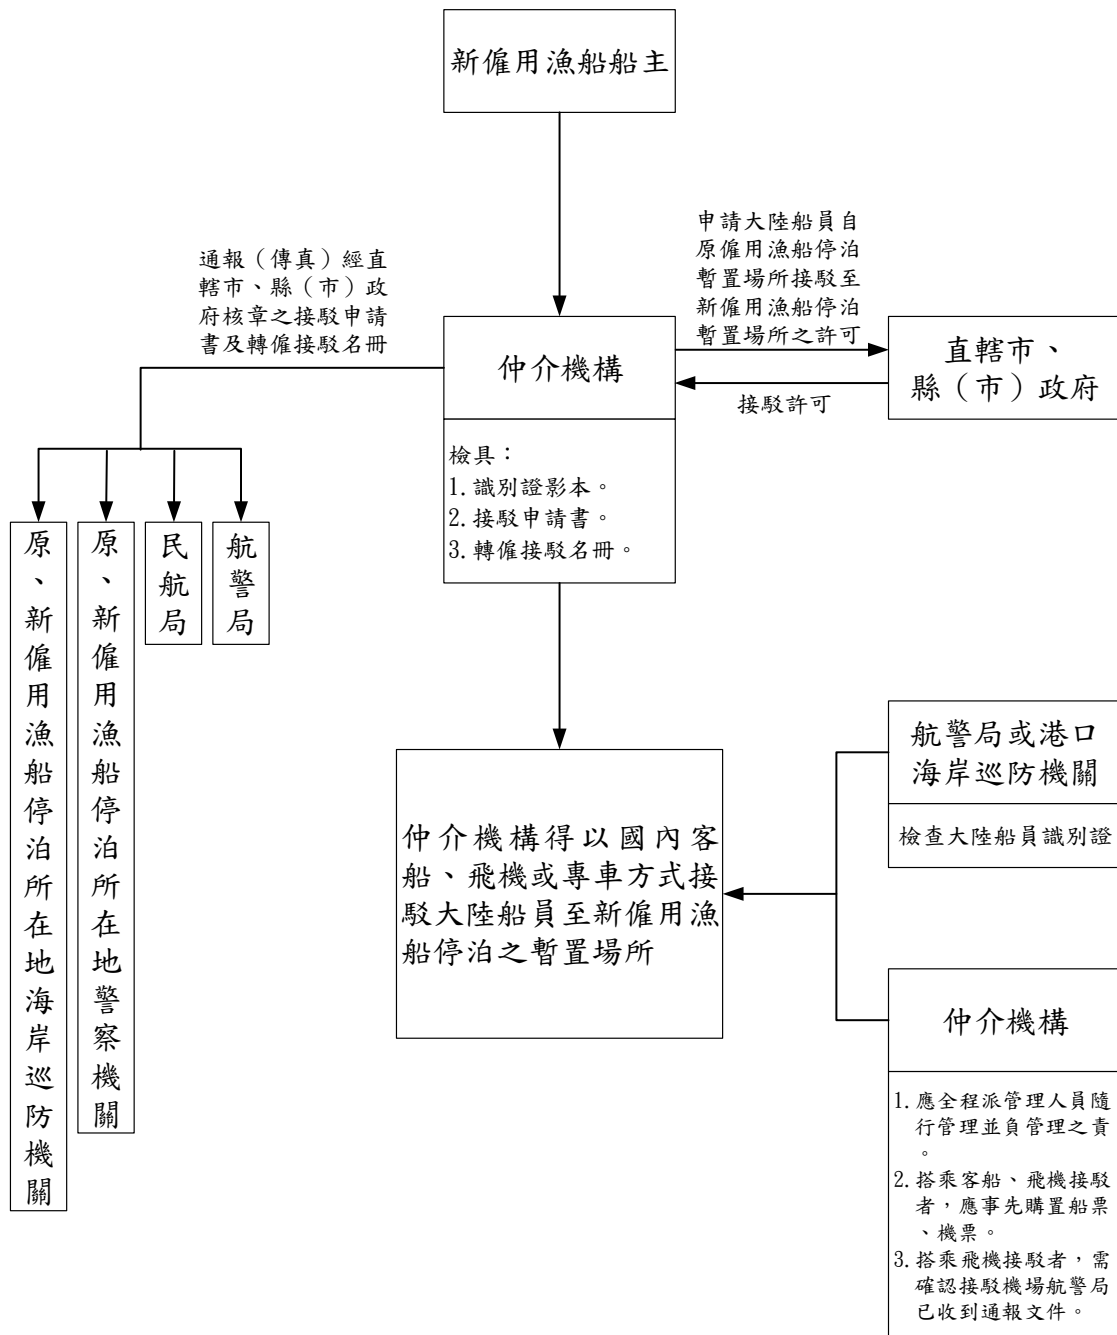 新僱用漁船船主
通報（傳真）經直
轄市、縣（市）政
府核章之接駁申請
書及轉僱接駁名冊
申請大陸船員自
原僱用漁船停泊
暫置場所接駁至
新僱用漁船停泊
暫置場所之許可
仲介機構
直轄市、
縣（市）政府
接駁許可
檢具：
1. 識別證影本。
2. 接駁申請書。
3. 轉僱接駁名冊。
原、新僱用漁船停泊所在地海岸巡防機關
原、新僱用漁船停泊所在地警察機關
民航局
航警局
仲介機構得以國內客
船、飛機或專車方式接
駁大陸船員至新僱用漁
船停泊之暫置場所
航警局或港口
海岸巡防機關
檢查大陸船員識別證
仲介機構
1. 應全程派管理人員隨
行管理並負管理之責
。
2. 搭乘客船、飛機接駁
者，應事先購置船票
、機票。
3. 搭乘飛機接駁者，需
確認接駁機場航警局
已收到通報文件。